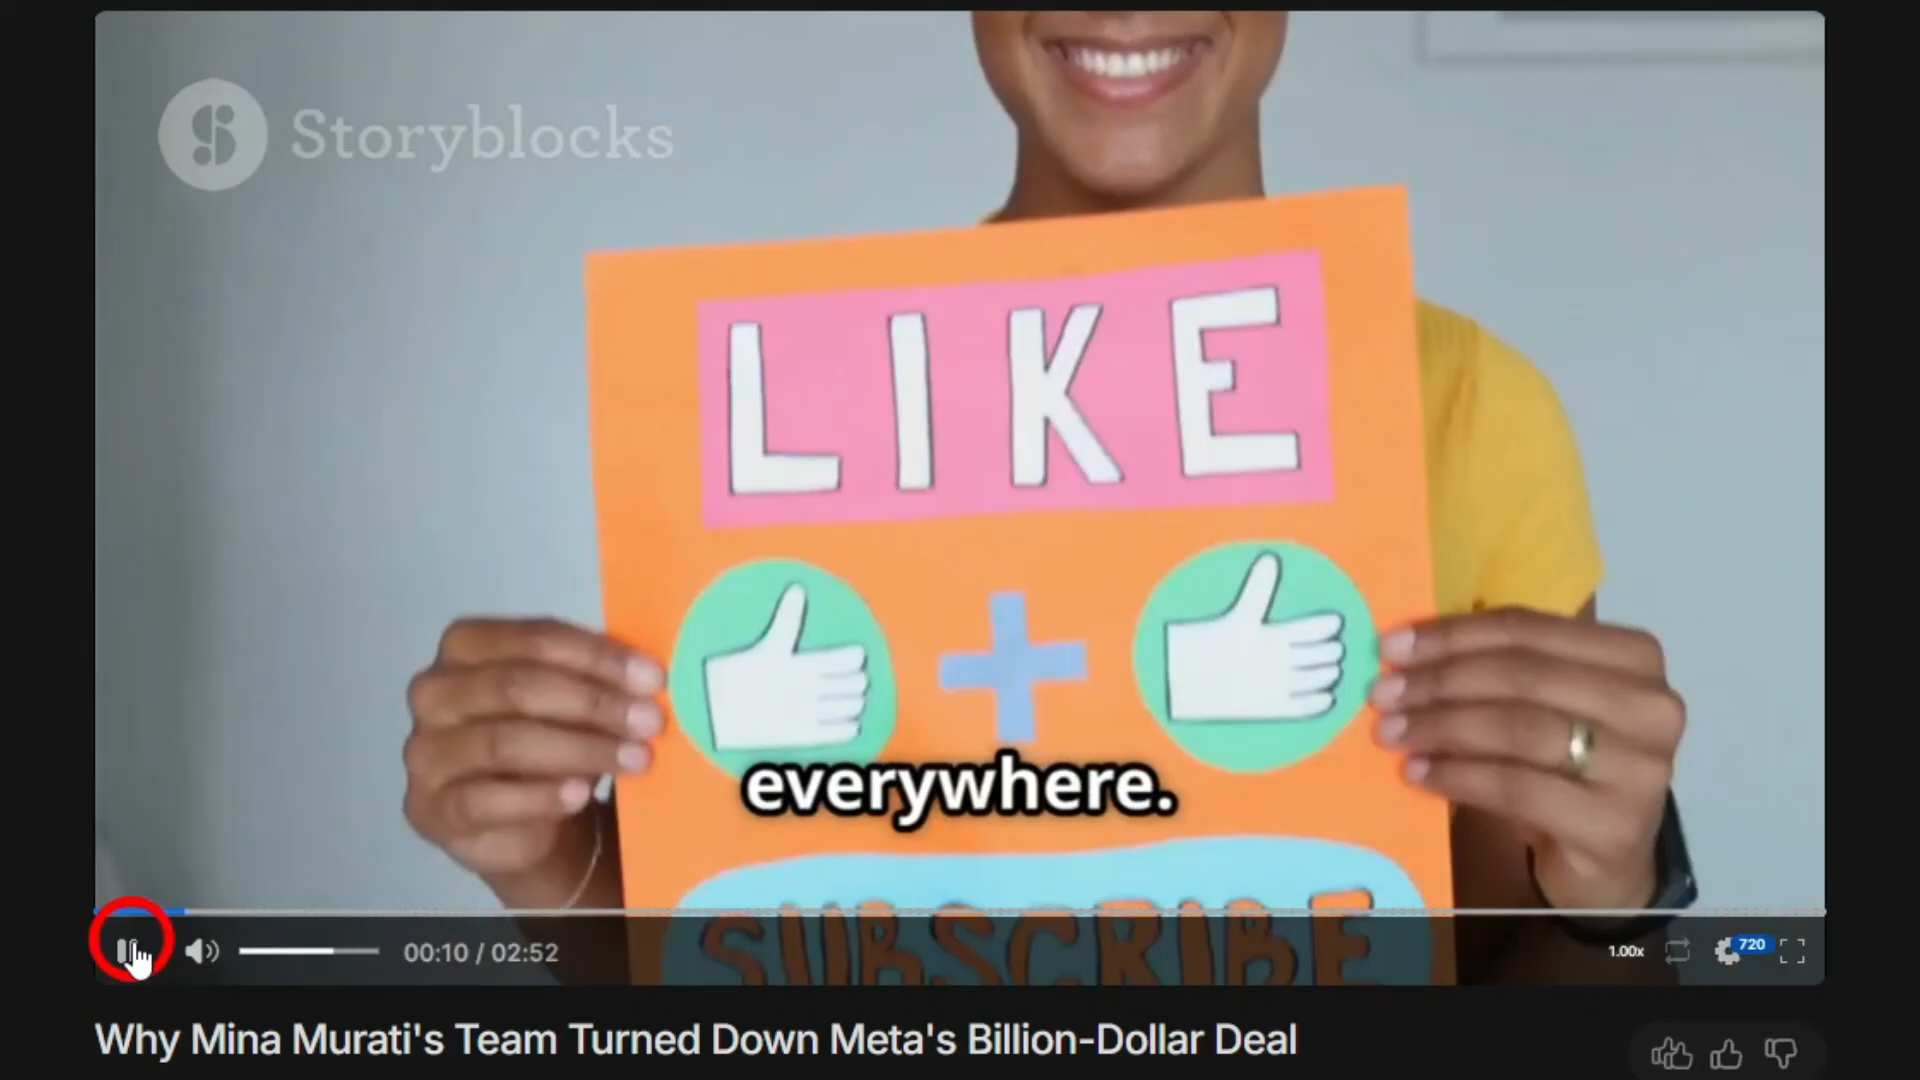 Storyblocks
LIKE
everywhere.
SUBSCRIBE
00:10 / 02:52
1.00x
720
Why Mina Murati's Team Turned Down Meta's Billion-Dollar Deal